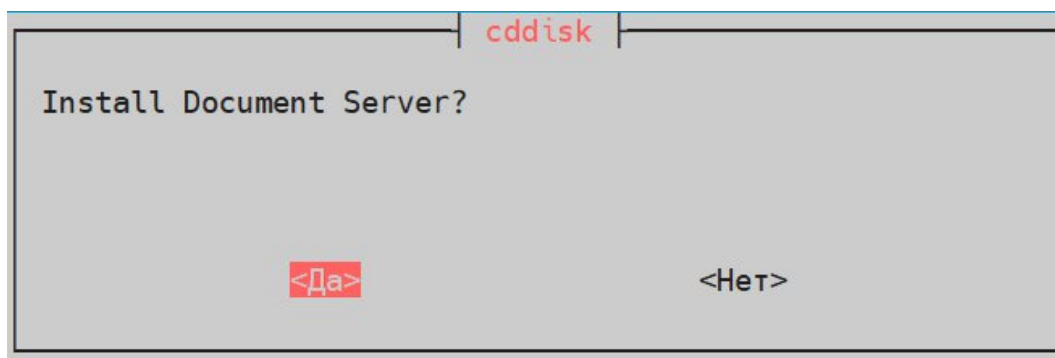 cddisk
Install Document Server?
<Да> <Нет>